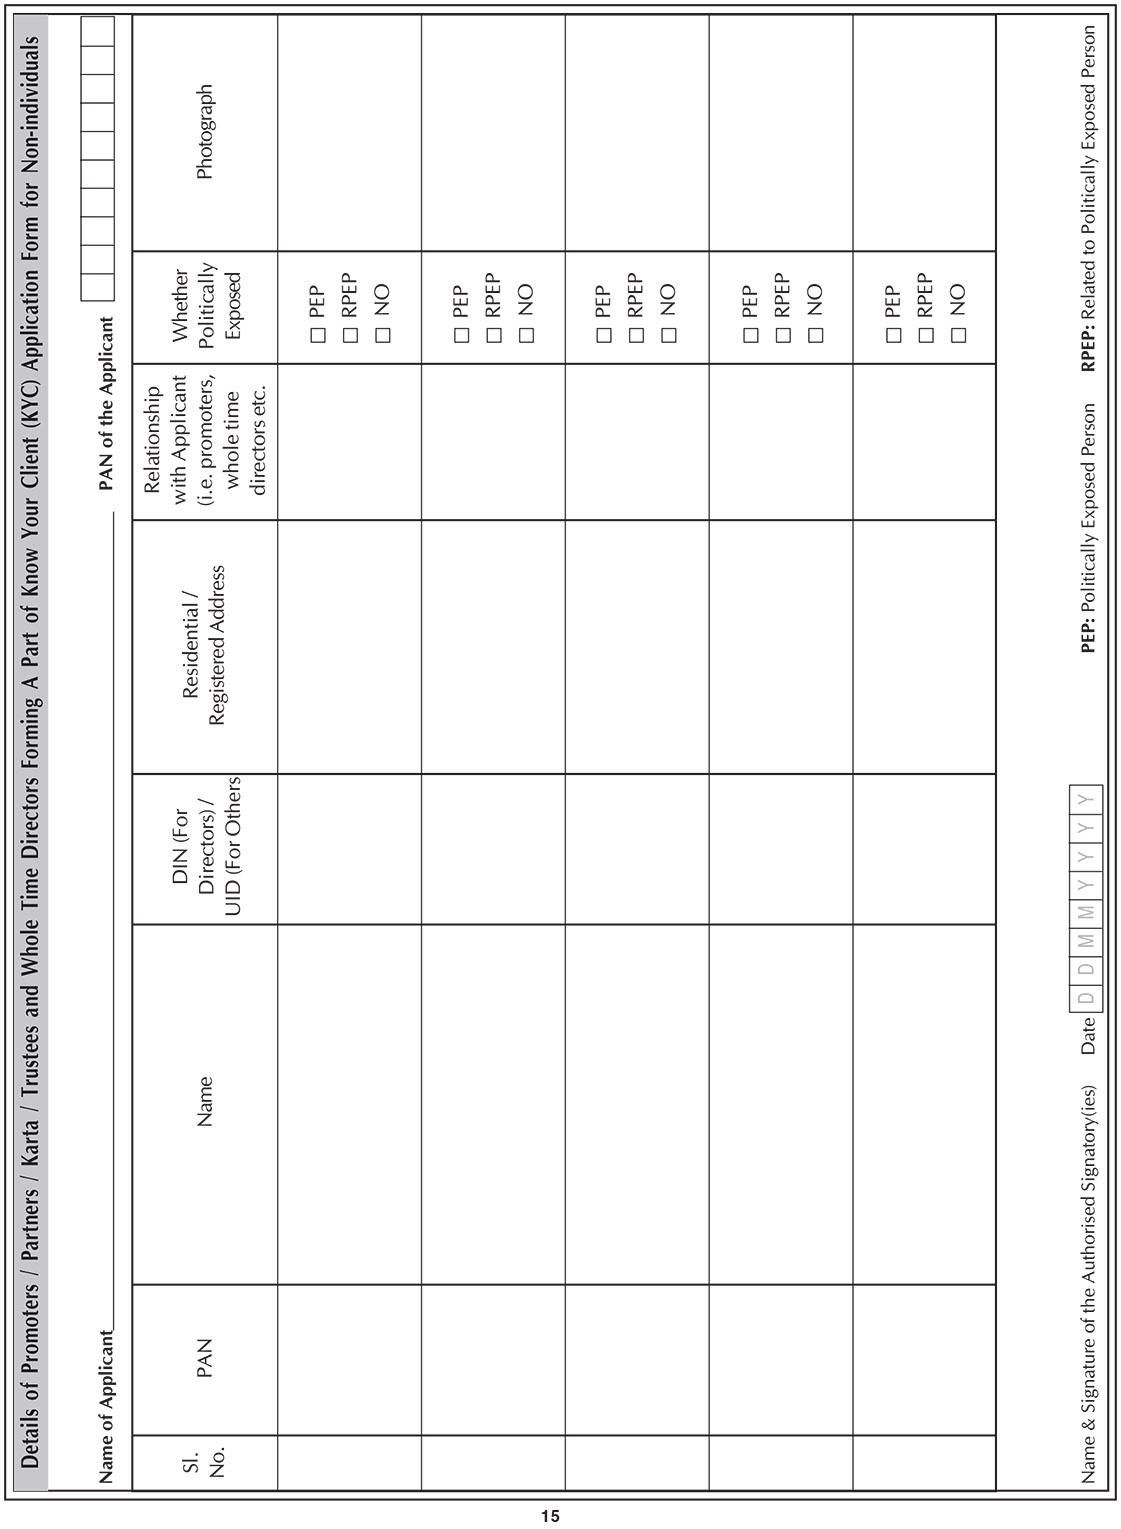 Details of Promoters / Partners / Karta / Trustees and Whole Time Directors Forming A Part of Know Your Client (KYC) Application Form for Non-individuals
Name of Applicant
PAN of the Applicant
Sl.
No.
PAN
Name
DIN (For
Directors) /
UID (For Others
Residential /
Registered Address
Relationship
with Applicant
(i.e. promoters,
whole time
directors etc.
Whether
Politically
Exposed
Photograph
PEP
RPEP
NO
PEP
RPEP
NO
PEP
RPEP
NO
PEP
RPEP
NO
PEP
RPEP
NO
Name & Signature of the Authorised Signatory(ies) Date D D M M Y Y Y Y
PEP: Politically Exposed Person RPEP: Related to Politically Exposed Person
15